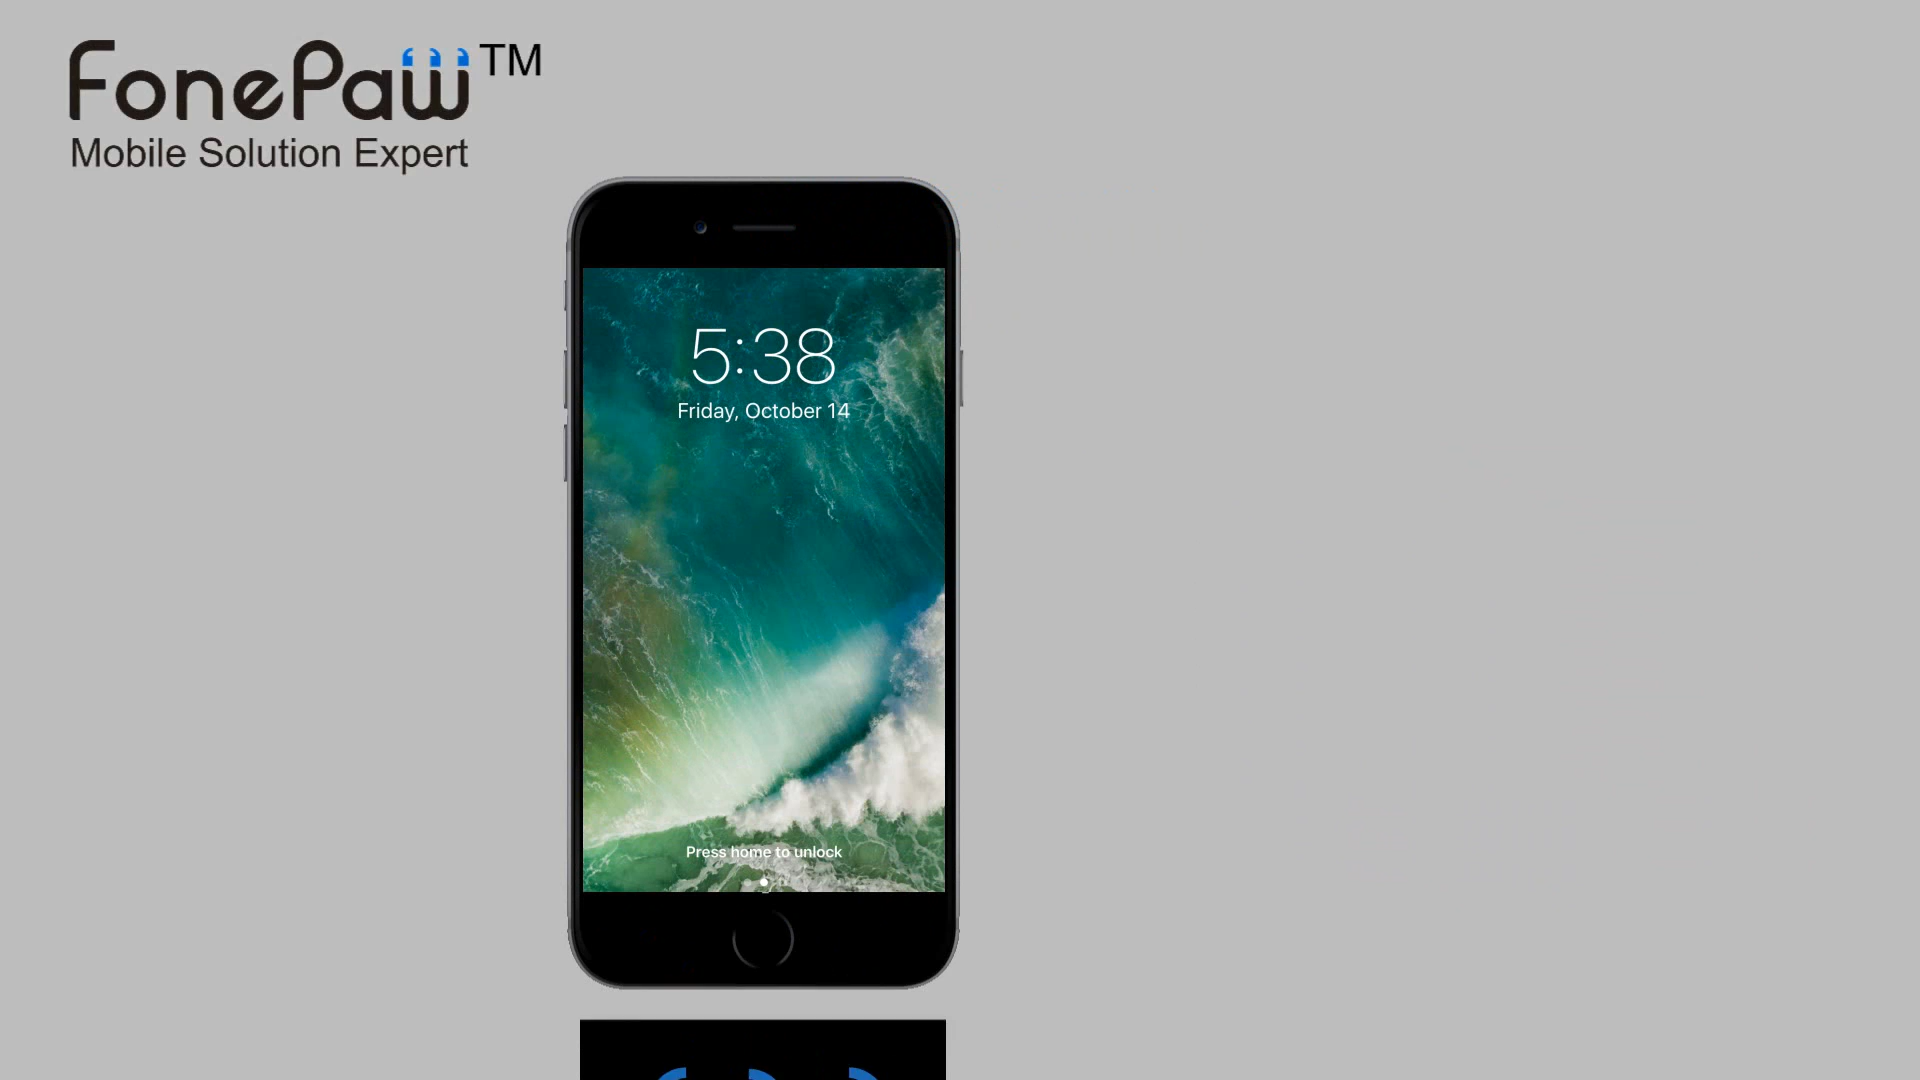 FonePaw™
Mobile Solution Expert
5:38
Friday, October 14
Press home to unlock